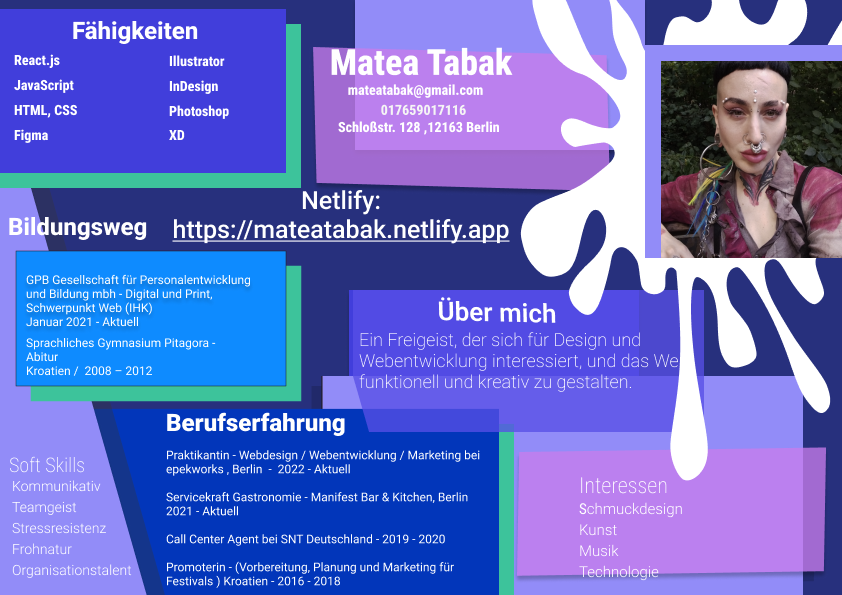 Fähigkeiten
React.js
JavaScript
HTML, CSS
Figma
Illustrator
InDesign
Photoshop
XD
Matea Tabak
mateatabak@gmail.com
017659017116
Schloßstr. 128 ,12163 Berlin
Netlify:
https://mateatabak.netlify.app
Bildungsweg
GPB Gesellschaft für Personalentwicklung
und Bildung mbh - Digital und Print,
Schwerpunkt Web (IHK)
Januar 2021 - Aktuell
Sprachliches Gymnasium Pitagora -
Abitur
Kroatien / 2008 – 2012
Über mich
Ein Freigeist, der sich für Design und
Webentwicklung interessiert, und das We
funktionell und kreativ zu gestalten.
Berufserfahrung
Praktikantin - Webdesign / Webentwicklung / Marketing bei
epekworks , Berlin - 2022 - Aktuell
Servicekraft Gastronomie - Manifest Bar & Kitchen, Berlin
2021 - Aktuell
Call Center Agent bei SNT Deutschland - 2019 - 2020
Promoterin - (Vorbereitung, Planung und Marketing für
Festivals ) Kroatien - 2016 - 2018
Soft Skills
Kommunikativ
Teamgeist
Stressresistenz
Frohnatur
Organisationstalent
Interessen
Schmuckdesign
Kunst
Musik
Technologie